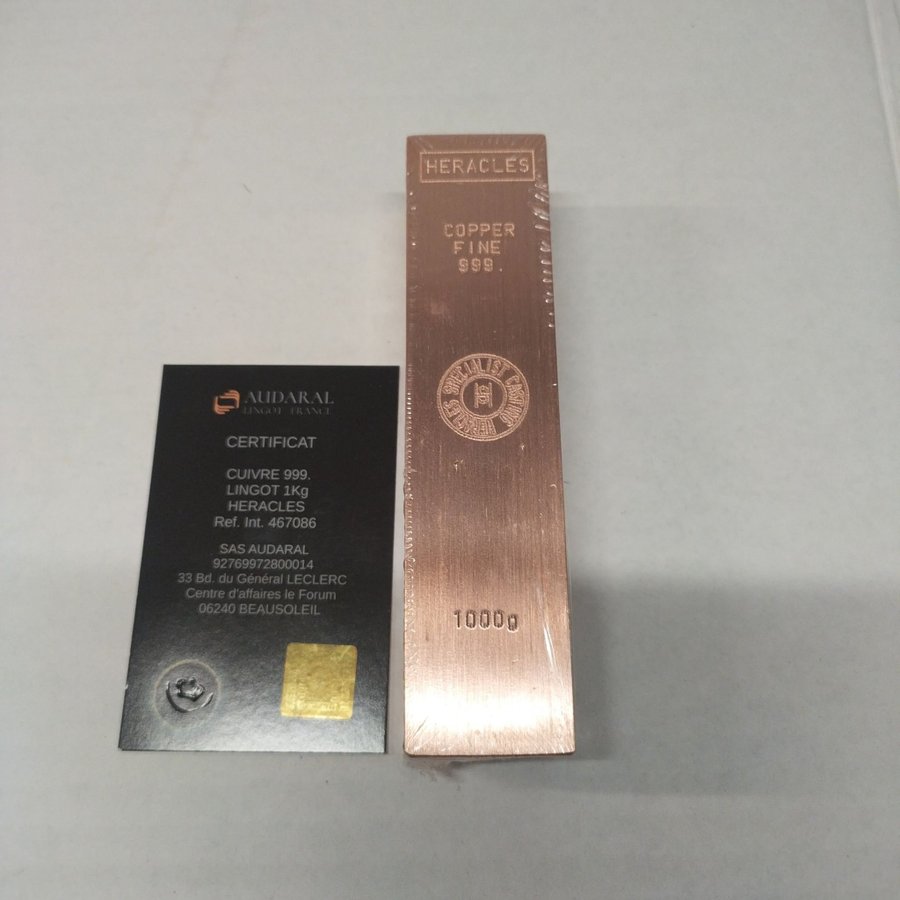 AUDARAL
LINGOT FRANCE
CERTIFICAT
CUIVRE 999.
LINGOT 1Kg
HERACLES
Ref. Int. 467086
SAS AUDARAL
92769972800014
33 Bd. du Général LECLERC
Centre d'affaires le Forum
06240 BEAUSOLEIL
HERACLES
COPPER
FINE
999.
HERACLES SPECIALIST CASTING
1000g